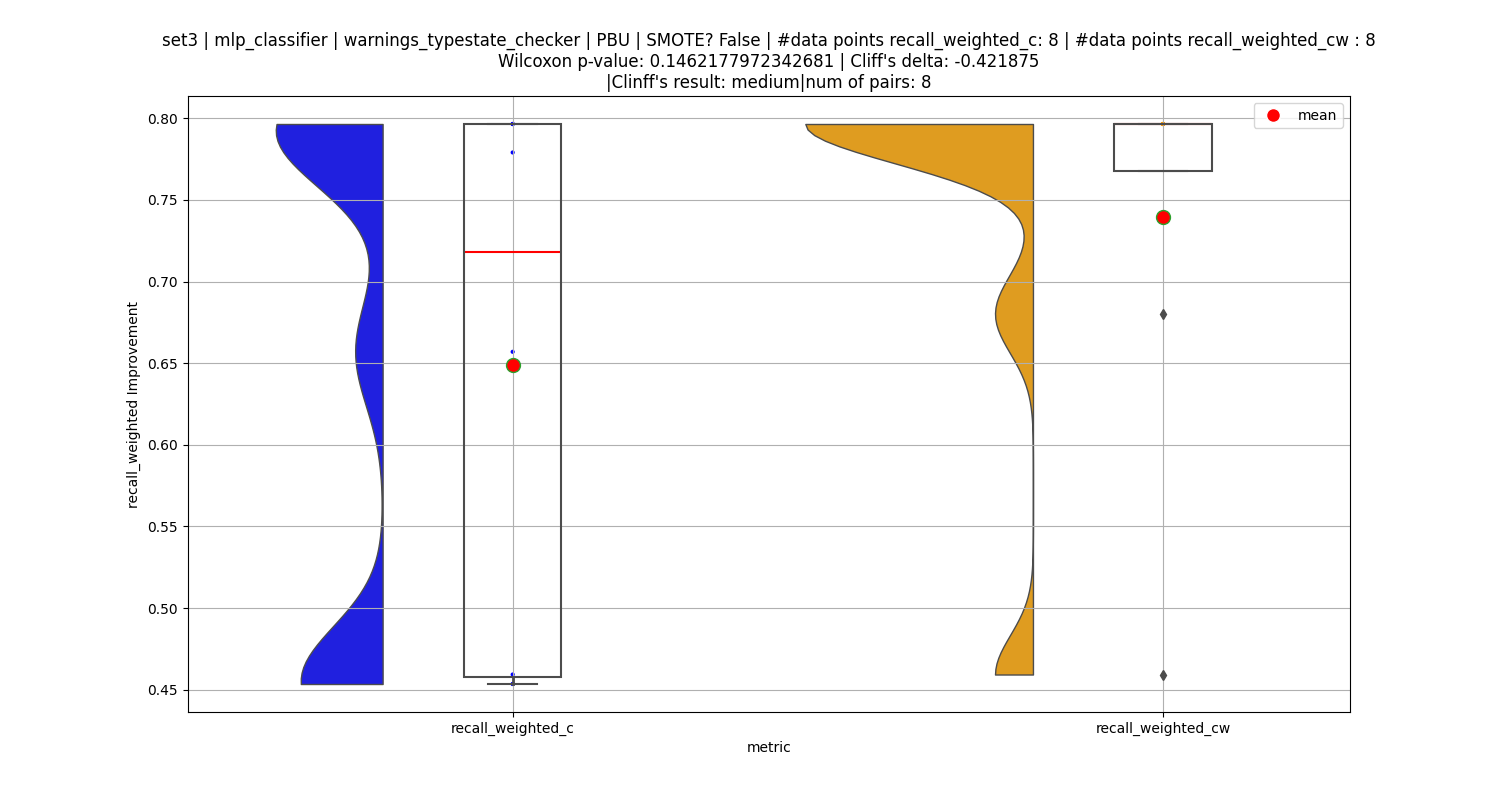 set3 | mlp_classifier | warnings_typestate_checker | PBU | SMOTE? False | #data points recall_weighted_c: 8 | #data points recall_weighted_cw : 8
Wilcoxon p-value: 0.1462177972342681 | Cliff's delta: -0.421875
|Clinff's result: medium|num of pairs: 8
mean
0.80
0.75
0.70
0.65
0.60
0.55
0.50
0.45
recall_weighted Improvement
recall_weighted_c
recall_weighted_cw
metric